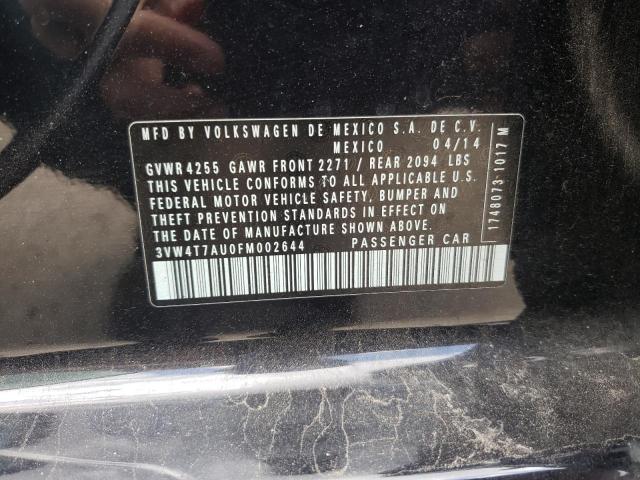 MFD BY VOLKSWAGEN DE MEXICO S.A. DE C.V.
MEXICO 04/14
GVWR 4255 GAWR FRONT 2271 / REAR 2094 LBS
THIS VEHICLE CONFORMS TO ALL APPLICABLE U.S.
FEDERAL MOTOR VEHICLE SAFETY, BUMPER, AND
THEFT PREVENTION STANDARDS IN EFFECT ON
THE DATE OF MANUFACTURE SHOWN ABOVE.
3VW4T7AU0FM002644 PASSENGER CAR
1748073 1017 M